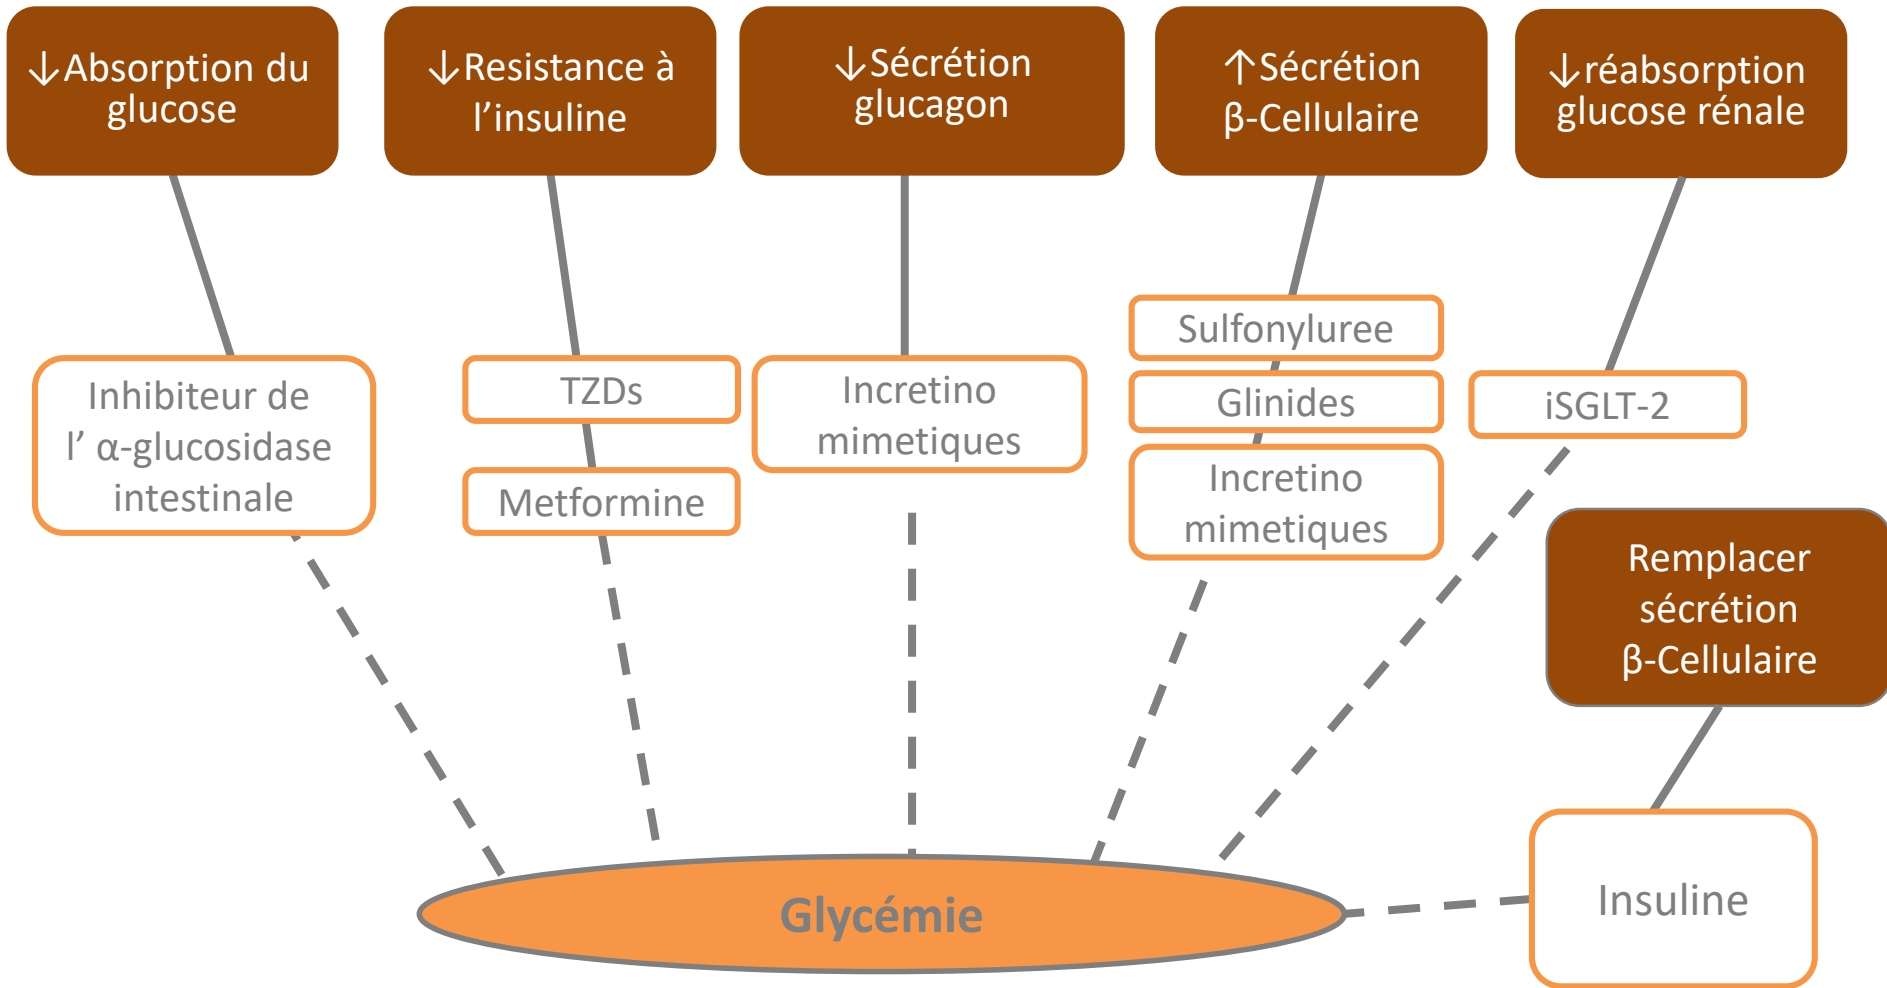 ↓Absorption du
glucose
↓Resistance à
l’insuline
↓Sécrétion
glucagon
↑Sécrétion
β-Cellulaire
↓réabsorption
glucose rénale
Inhibiteur de
l’ α-glucosidase
intestinale
TZDs
Metformine
Incretino
mimetiques
Sulfonyluree
Glinides
Incretino
mimetiques
iSGLT-2
Remplacer
sécrétion
β-Cellulaire
Insuline
Glycémie